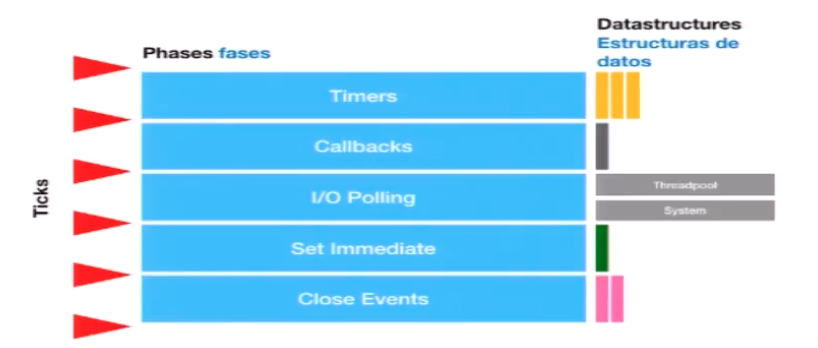 Datastructures
Estructuras de
datos
Phases fases
Timers
Callbacks
I/O Polling
Threadpool
System
Set Immediate
Close Events
Ticks